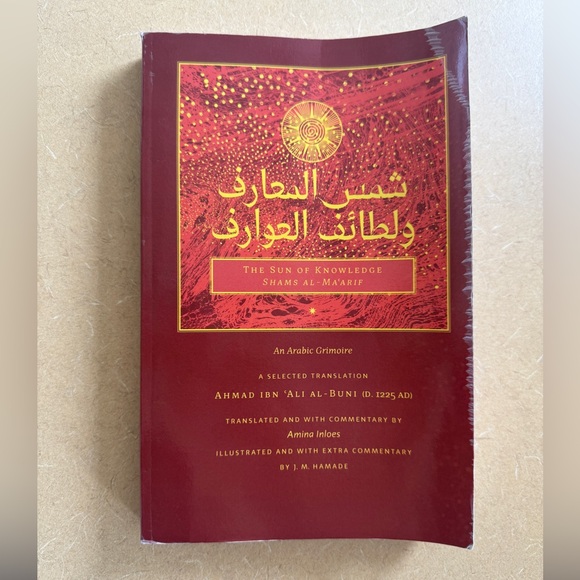 شمس المعارف
ولطائف العوارف
The Sun of Knowledge
Shams al-Ma'arif
An Arabic Grimoire
A SELECTED TRANSLATION
Ahmad ibn ʿAli al-Buni (d. 1225 AD)
TRANSLATED AND WITH COMMENTARY BY
Amina Inloes
ILLUSTRATED AND WITH EXTRA COMMENTARY
BY J. M. HAMADE